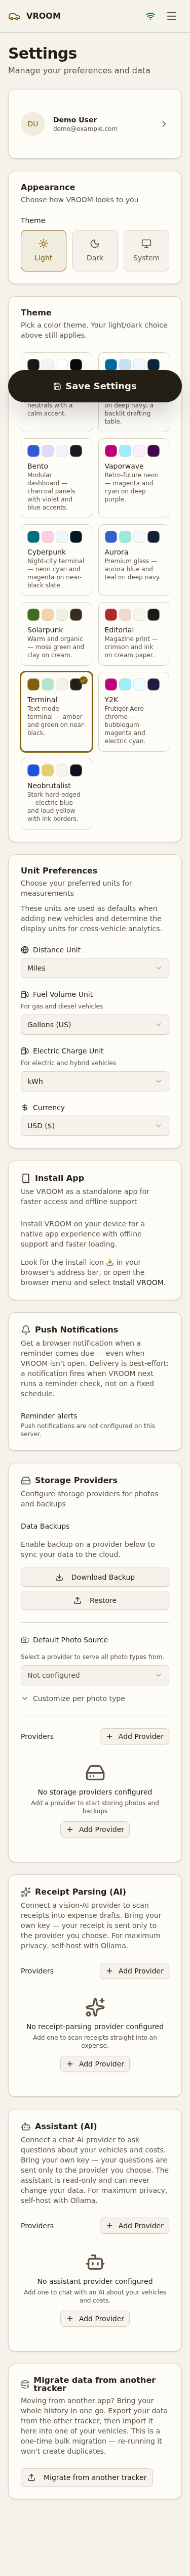 VROOM
Settings
Manage your preferences and data
DU
Demo User
demo@example.com
Appearance
Choose how VROOM looks to you
Theme
Light
Dark
System
Theme
Pick a color theme. Your light/dark choice
above still applies.
Save Settings
neutrals with a
calm accent.
on deep navy, a
backlit drafting
table.
Bento
Modular
dashboard —
charcoal panels
with violet and
blue accents.
Vaporwave
Retro-future neon
— magenta and
cyan on deep
purple.
Cyberpunk
Night-city terminal
— neon cyan and
magenta on near-
black slate.
Aurora
Premium glass —
aurora blue and
teal on deep navy.
Solarpunk
Warm and organic
— moss green and
clay on cream.
Editorial
Magazine print —
crimson and ink
on cream paper.
Terminal
Text-mode
terminal — amber
and green on near-
black.
Y2K
Frutiger-Aero
chrome —
bubblegum
magenta and
electric cyan.
Neobrutalist
Stark hard-edged
— electric blue
and loud yellow
with ink borders.
Unit Preferences
Choose your preferred units for
measurements
These units are used as defaults when
adding new vehicles and determine the
display units for cross-vehicle analytics.
Distance Unit
Miles
Fuel Volume Unit
For gas and diesel vehicles
Gallons (US)
Electric Charge Unit
For electric and hybrid vehicles
kWh
Currency
USD ($)
Install App
Use VROOM as a standalone app for
faster access and offline support
Install VROOM on your device for a
native app experience with offline
support and faster loading.
Look for the install icon in your
browser's address bar, or open the
browser menu and select Install VROOM.
Push Notifications
Get a browser notification when a
reminder comes due — even when
VROOM isn't open. Delivery is best-effort:
a notification fires when VROOM next
runs a reminder check, not on a fixed
schedule.
Reminder alerts
Push notifications are not configured on this
server.
Storage Providers
Configure storage providers for photos
and backups
Data Backups
Enable backup on a provider below to
sync your data to the cloud.
Download Backup
Restore
Default Photo Source
Select a provider to serve all photo types from.
Not configured
Customize per photo type
Providers
Add Provider
No storage providers configured
Add a provider to start storing photos and
backups
Add Provider
Receipt Parsing (AI)
Connect a vision-AI provider to scan
receipts into expense drafts. Bring your
own key — your receipt is sent only to
the provider you choose. For maximum
privacy, self-host with Ollama.
Providers
Add Provider
No receipt-parsing provider configured
Add one to scan receipts straight into an
expense.
Add Provider
Assistant (AI)
Connect a chat-AI provider to ask
questions about your vehicles and costs.
Bring your own key — your questions are
sent only to the provider you choose. The
assistant is read-only and can never
change your data. For maximum privacy,
self-host with Ollama.
Providers
Add Provider
No assistant provider configured
Add one to chat with an AI about your vehicles
and costs.
Add Provider
Migrate data from another
tracker
Moving from another app? Bring your
whole history in one go. Export your data
from the other tracker, then import it
here into one of your vehicles. This is a
one-time bulk migration — re-running it
won't create duplicates.
Migrate from another tracker